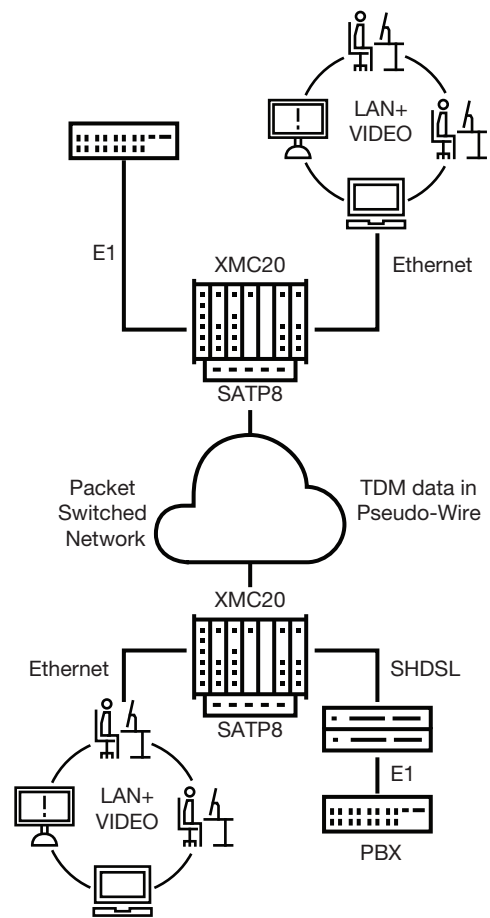 LAN+
VIDEO
E1
Ethernet
XMC20
SATP8
Packet
Switched
Network
TDM data in
Pseudo-Wire
XMC20
Ethernet
SHDSL
SATP8
E1
LAN+
VIDEO
PBX